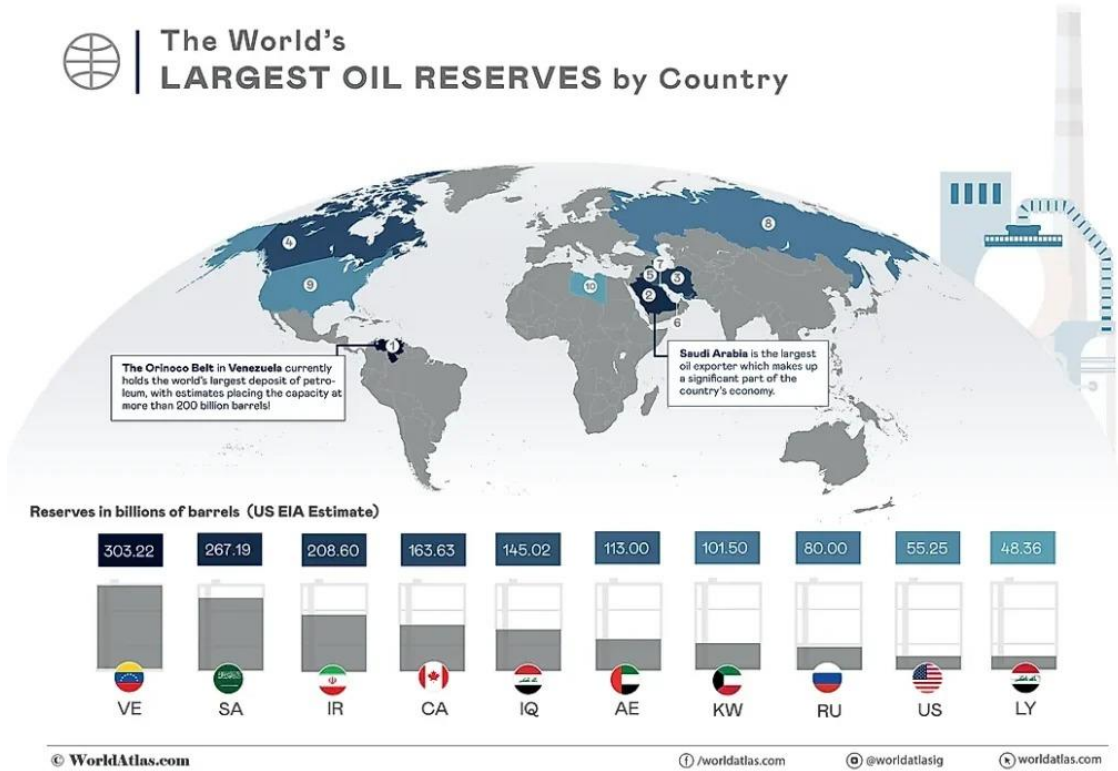 The World's
LARGEST OIL RESERVES by Country
4
9
8
10
7
5
3
2
6
1
The Orinoco Belt in Venezuela currently
holds the world's largest deposit of petro-
leum, with estimates placing the capacity at
more than 200 billion barrels!
Saudi Arabia is the largest
oil exporter which makes up
a significant part of the
country's economy.
Reserves in billions of barrels (US EIA Estimate)
303.22 267.19 208.60 163.63 145.02 113.00 101.50 80.00 55.25 48.36
VE SA IR CA IQ AE KW RU US LY
© WorldAtlas.com
/worldatlas.com @worldatlasig worldatlas.com